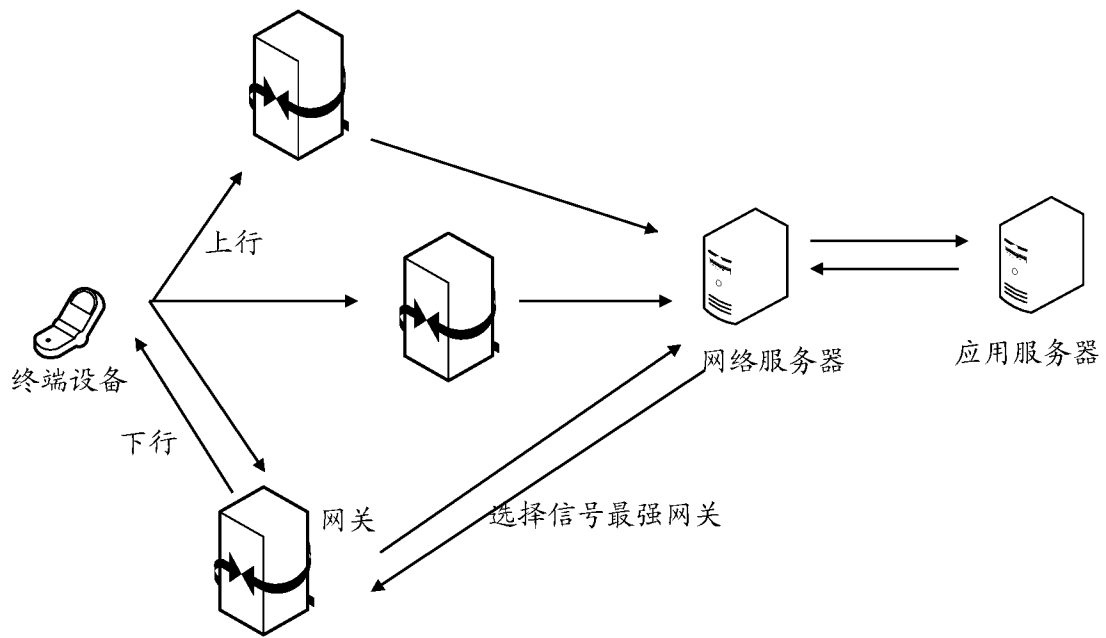 上行
终端设备
网络服务器
应用服务器
下行
网关
选择信号最强网关